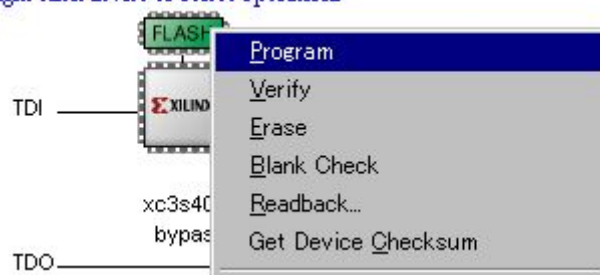 FLASH
Program
TDI
XILINX
Verify
Erase
Blank Check
Readback...
Get Device Checksum
TDO